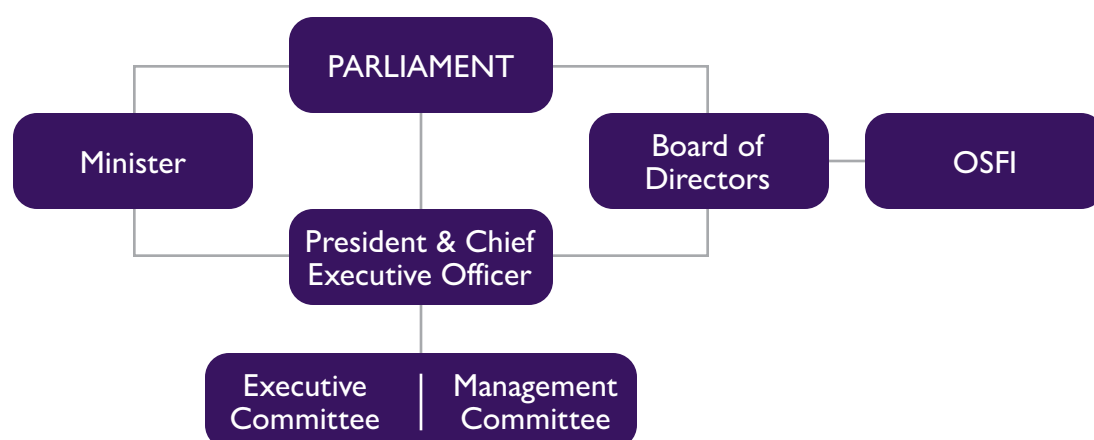 PARLIAMENT
Minister
Board of
Directors
OSFI
President & Chief
Executive Officer
Executive
Committee
Management
Committee